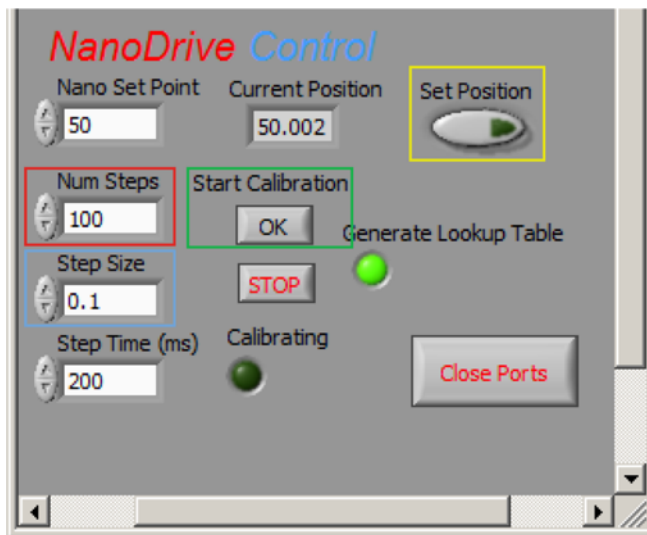 NanoDrive Control
Nano Set Point Current Position Set Position
50 50.002
Num Steps Start Calibration
100 OK Generate Lookup Table
Step Size
0.1 STOP
Step Time (ms) Calibrating
200 Close Ports